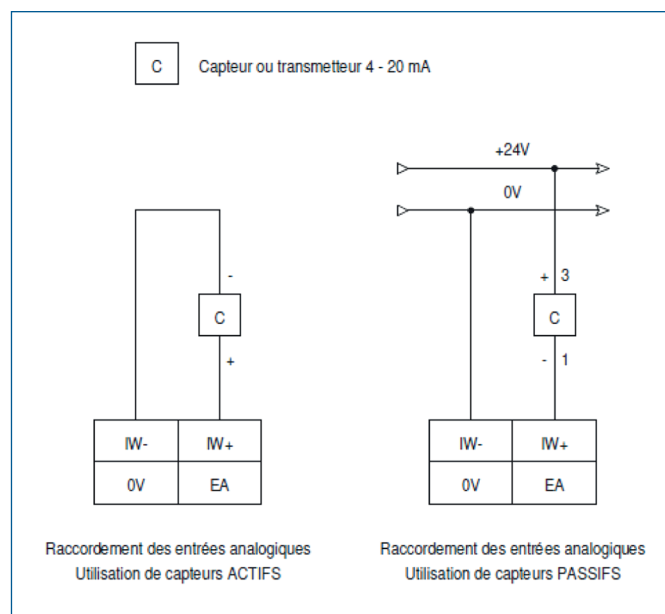 C Capteur ou transmetteur 4 - 20 mA
+24V
0V
-
+ 3
C
C
+
- 1
IW- IW+
IW- IW+
0V EA
0V EA
Raccordement des entrées analogiques
Utilisation de capteurs ACTIFS
Raccordement des entrées analogiques
Utilisation de capteurs PASSIFS